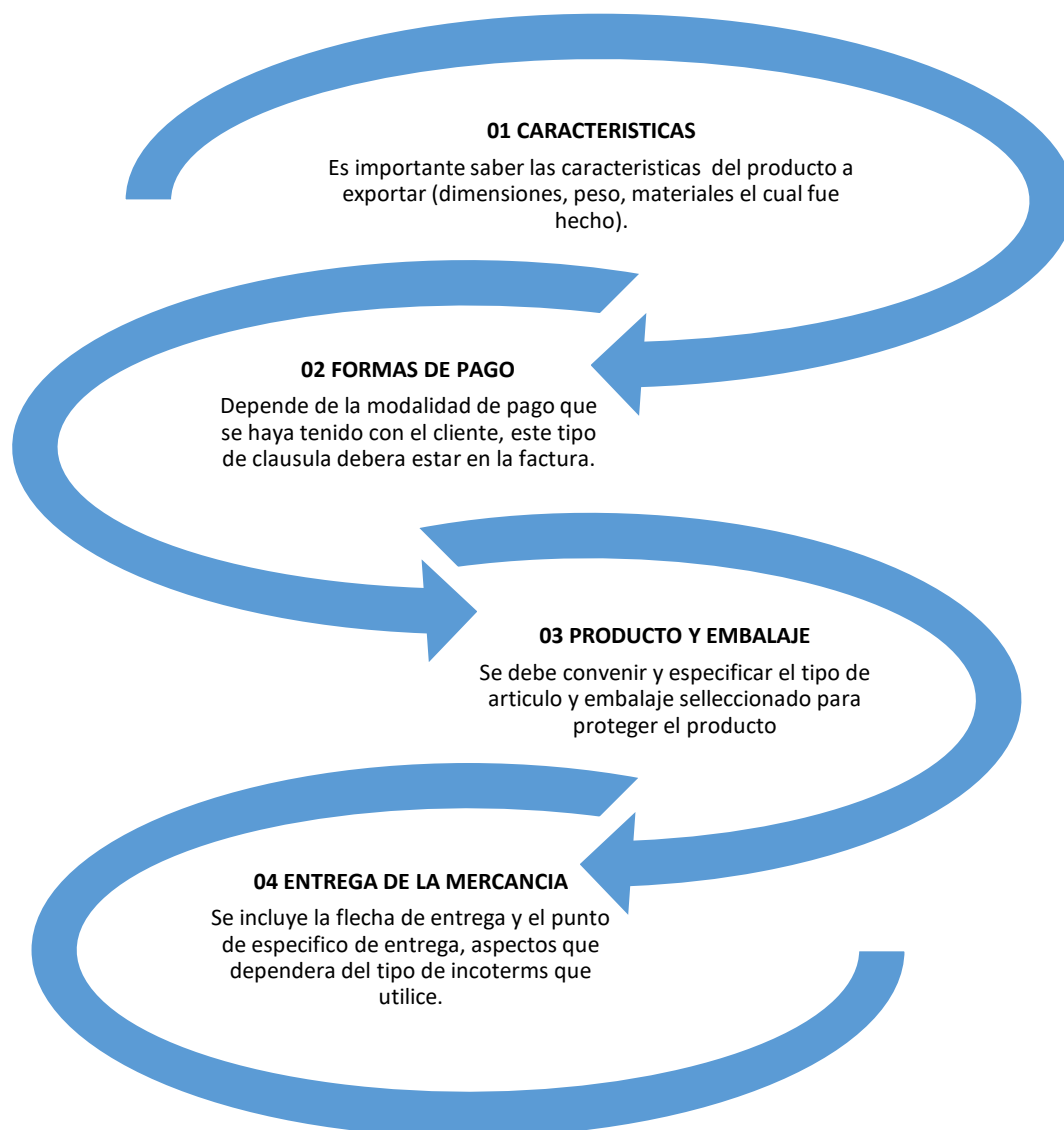 01 CARACTERISTICAS
Es importante saber las caracteristicas del producto a
exportar (dimensiones, peso, materiales el cual fue
hecho).
02 FORMAS DE PAGO
Depende de la modalidad de pago que
se haya tenido con el cliente, este tipo
de clausula debera estar en la factura.
03 PRODUCTO Y EMBALAJE
Se debe convenir y especificar el tipo de
articulo y embalaje selleccionado para
proteger el producto
04 ENTREGA DE LA MERCANCIA
Se incluye la flecha de entrega y el punto
de especifico de entrega, aspectos que
dependera del tipo de incoterms que
utilice.